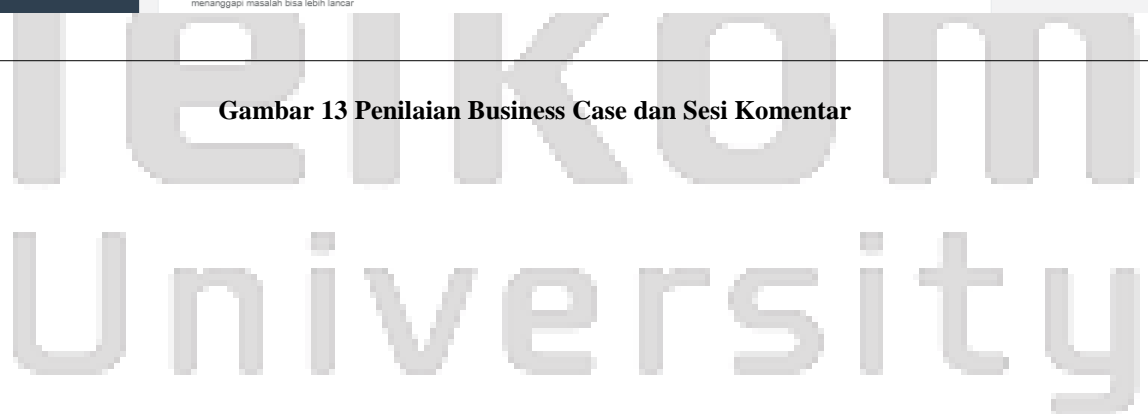 menanggapi masalah bisa lebih lancar
Gambar 13 Penilaian Business Case dan Sesi Komentar
Telkom
University